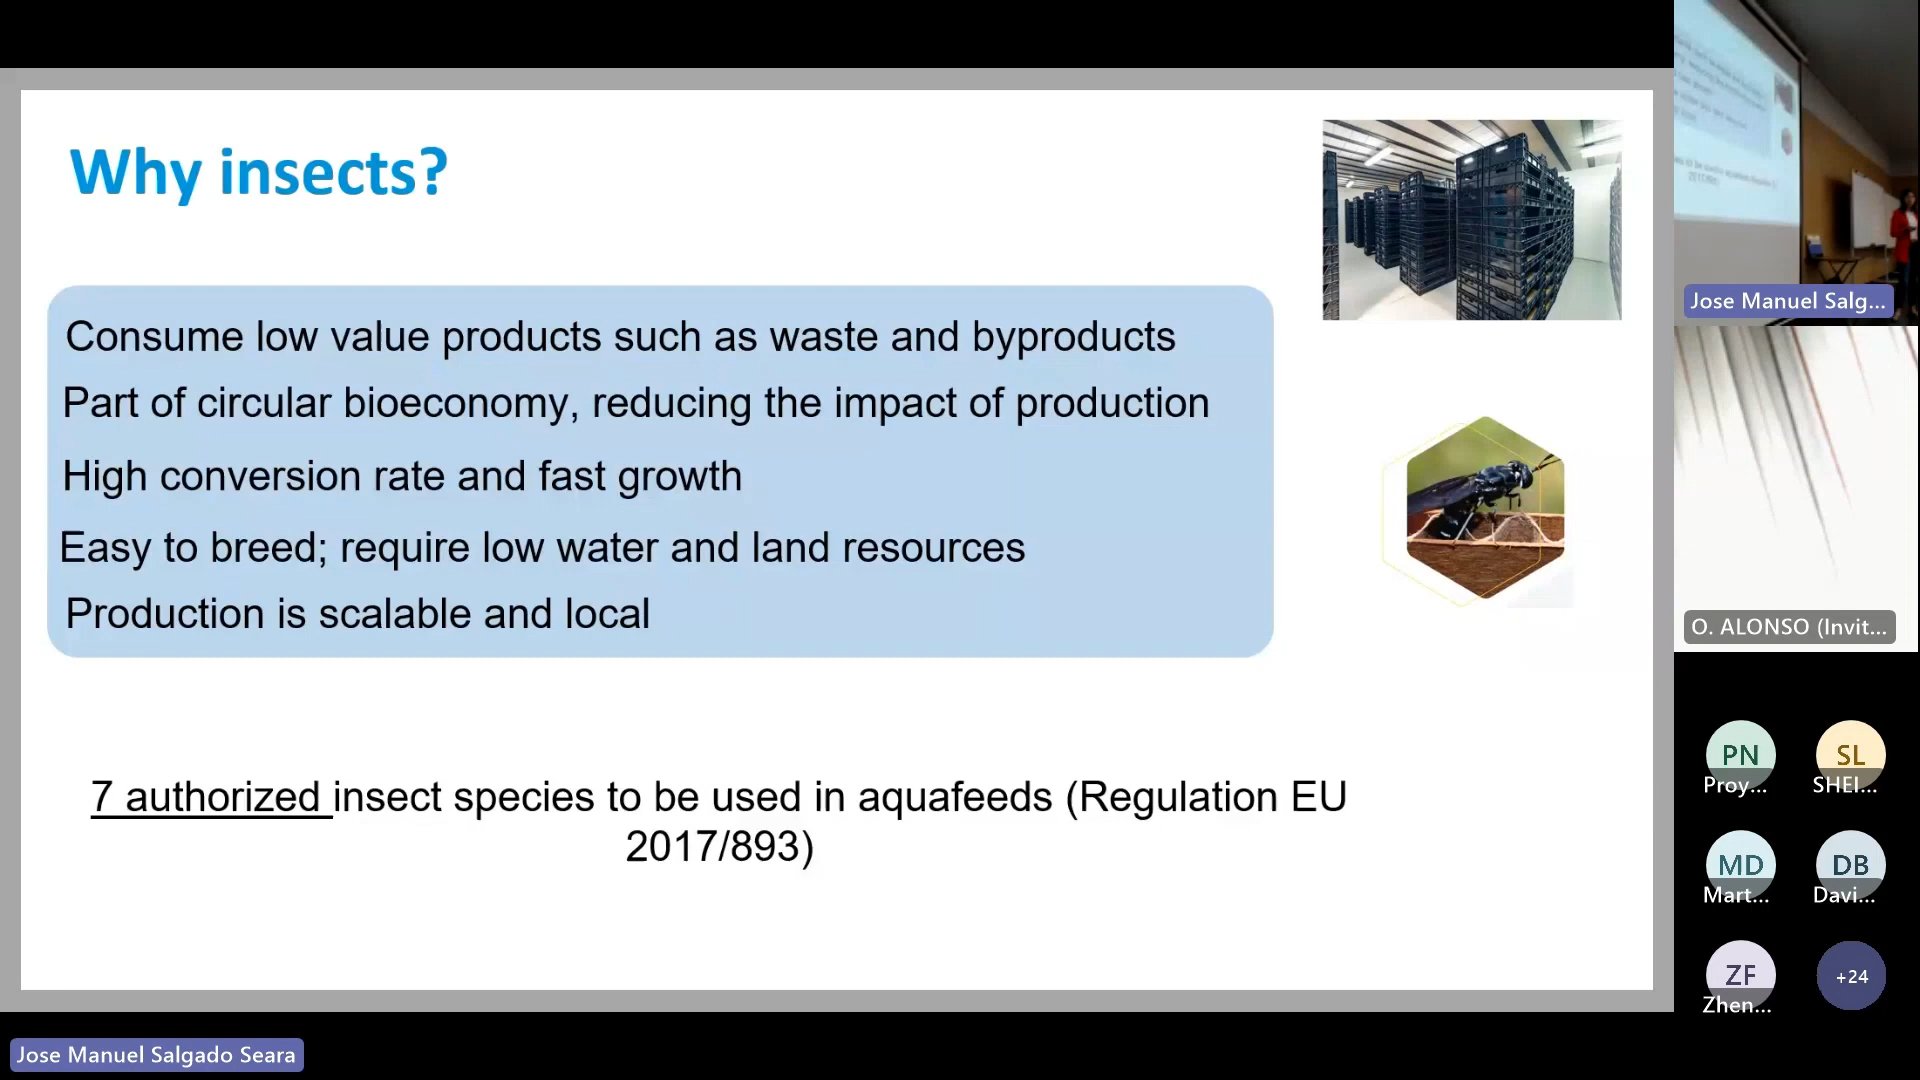 Why insects?
Consume low value products such as waste and byproducts
Part of circular bioeconomy, reducing the impact of production
High conversion rate and fast growth
Easy to breed; require low water and land resources
Production is scalable and local
7 authorized insect species to be used in aquafeeds (Regulation EU
2017/893)
Jose Manuel Salg...
O. ALONSO (Invit...
PN
SL
Proy...
SHEI...
MD
DB
Mart...
Davi...
ZF
+24
Zhen...
Jose Manuel Salgado Seara